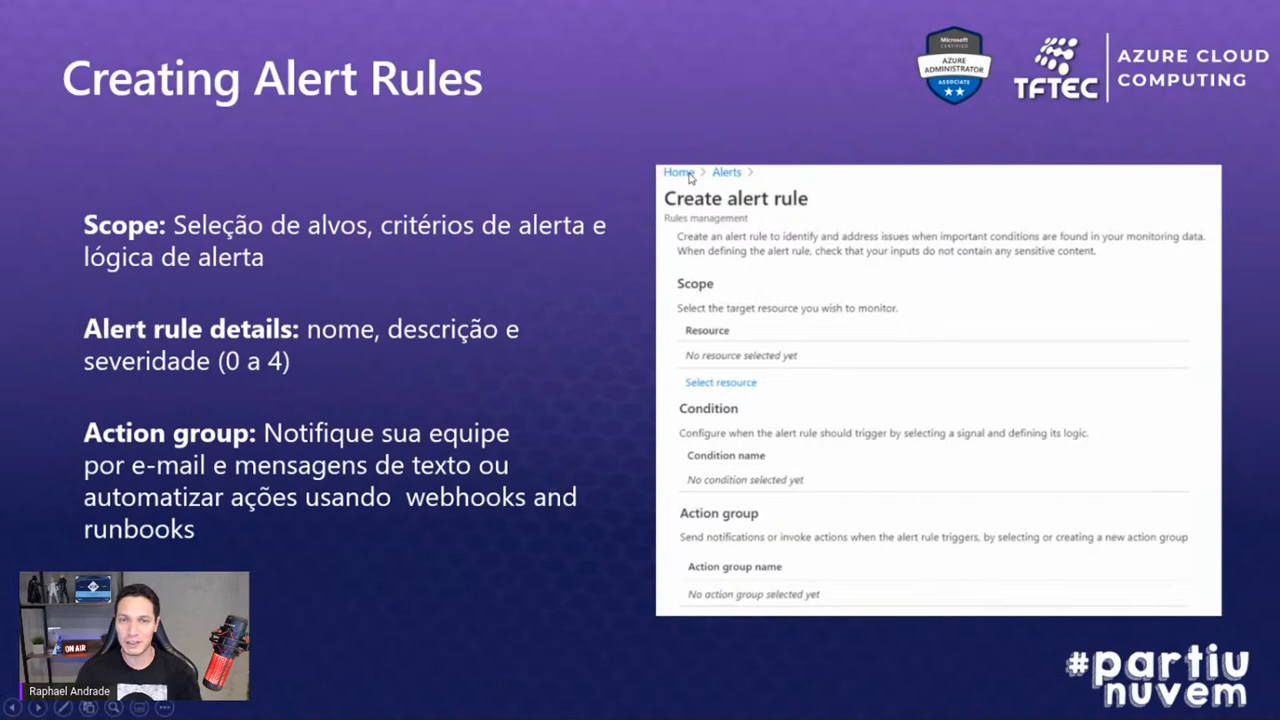 Creating Alert Rules
Microsoft
CERTIFIED
AZURE
ADMINISTRATOR
ASSOCIATE
TFTEC
AZURE CLOUD
COMPUTING
Scope: Seleção de alvos, critérios de alerta e
lógica de alerta
Alert rule details: nome, descrição e
severidade (0 a 4)
Action group: Notifique sua equipe
por e-mail e mensagens de texto ou
automatizar ações usando  webhooks and
runbooks
Home > Alerts >
Create alert rule
Rules management
Create an alert rule to identify and address issues when important conditions are found in your monitoring data.
When defining the alert rule, check that your inputs do not contain any sensitive content.
Scope
Select the target resource you wish to monitor.
Resource
No resource selected yet
Select resource
Condition
Configure when the alert rule should trigger by selecting a signal and defining its logic.
Condition name
No condition selected yet
Action group
Send notifications or invoke actions when the alert rule triggers, by selecting or creating a new action group
Action group name
No action group selected yet
ON AIR
Raphael Andrade
#partiu
nuvem